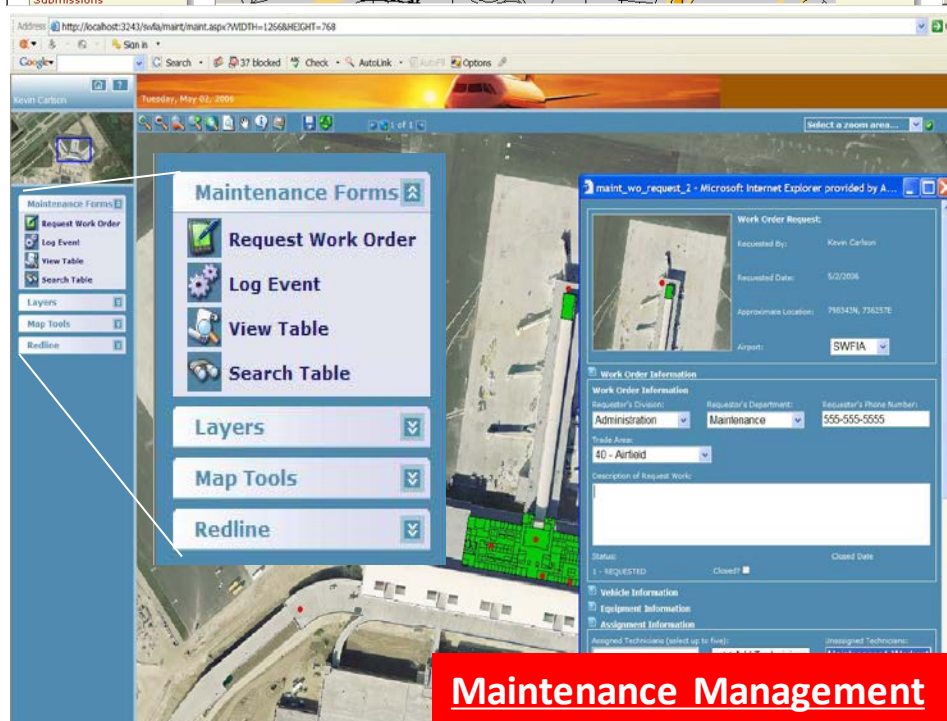 Submissions
Address http://localhost:3243/swfia/maint/maint.aspx?WIDTH=1266&HEIGHT=768
Sign in
Google Search 37 blocked Check AutoLink AutoFill Options
Kevin Carlson
Tuesday, May 02, 2006
1 of 1
Select a zoom area...
Maintenance Forms
Request Work Order
Log Event
View Table
Search Table
Layers
Map Tools
Redline
Maintenance Forms
Request Work Order
Log Event
View Table
Search Table
Layers
Map Tools
Redline
maint_wo_request_2 - Microsoft Internet Explorer provided by A...
Work Order Request:
Requested By: Kevin Carlson
Requested Date: 5/2/2006
Approximate Location: 798343N, 736257E
Airport: SWFIA
Work Order Information
Work Order Information
Requestor's Division: Requestor's Department: Requestor's Phone Number:
Administration Maintenance 555-555-5555
Trade Area:
40 - Airfield
Description of Request Work:
Status: Closed Date
1 - REQUESTED Closed?
Vehicle Information
Equipment Information
Assignment Information
Assigned Technicians (select up to five): Unassigned Technicians:
Maintenance Management